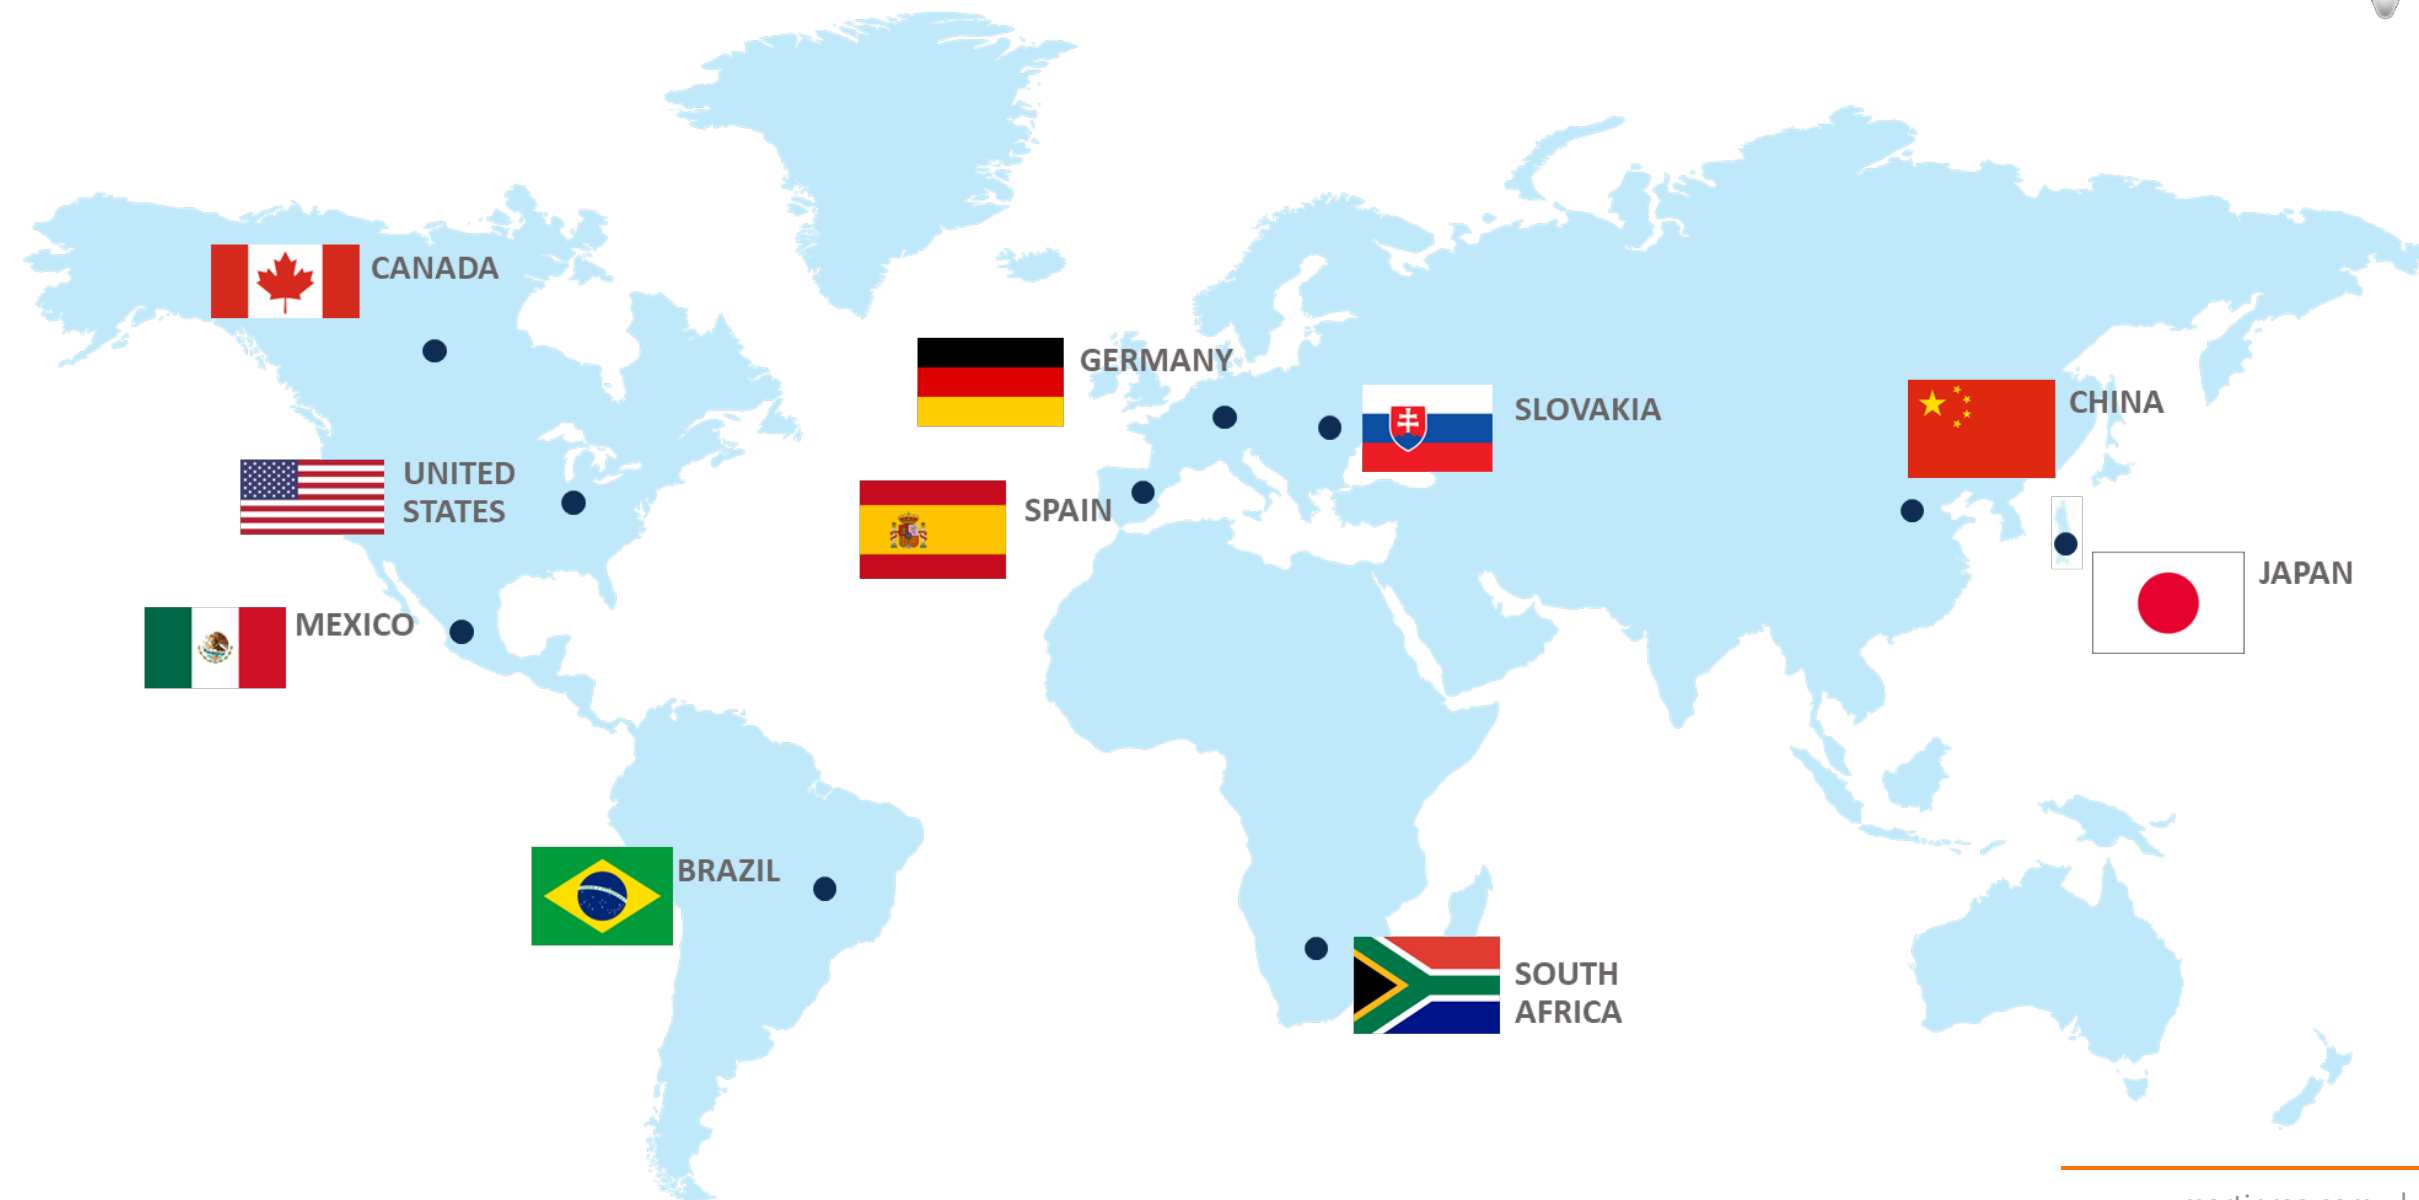 CANADA
GERMANY
CHINA
SLOVAKIA
UNITED
STATES
SPAIN
JAPAN
MEXICO
BRAZIL
SOUTH
AFRICA